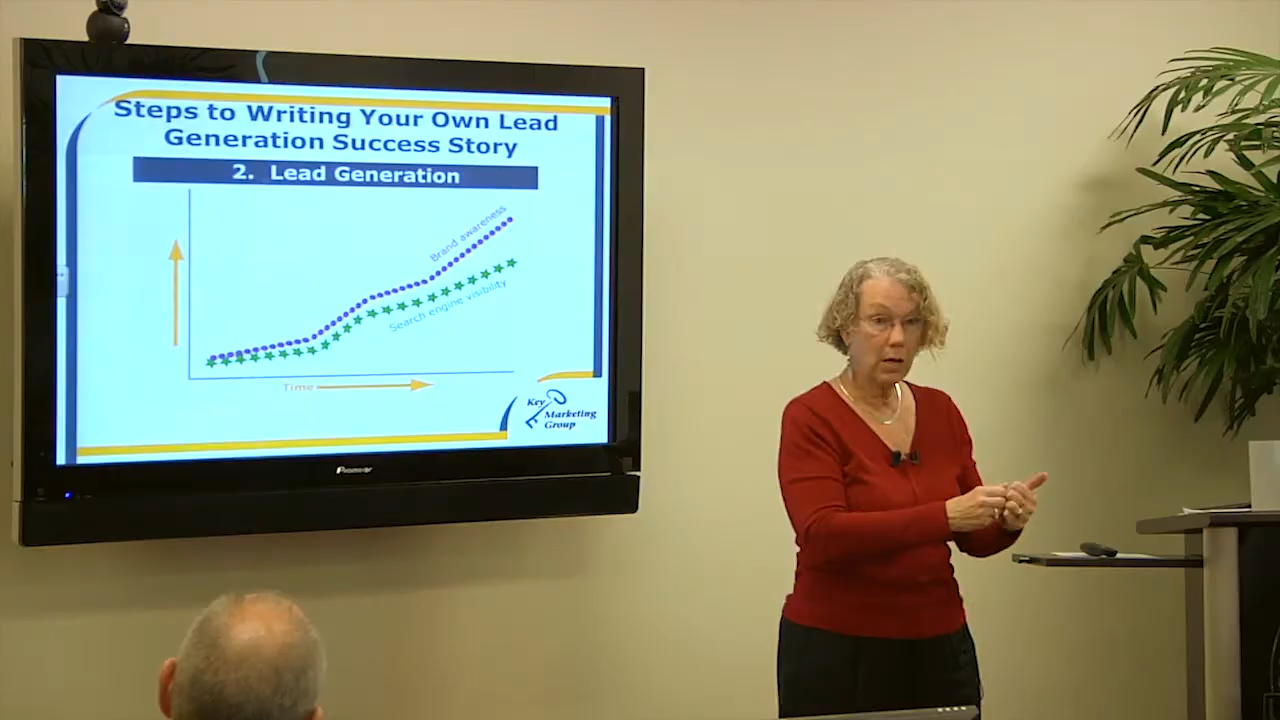 Steps to Writing Your Own Lead
Generation Success Story
2. Lead Generation
Brand awareness
Search engine visibility
Time
Key
Marketing
Group
Pioneer